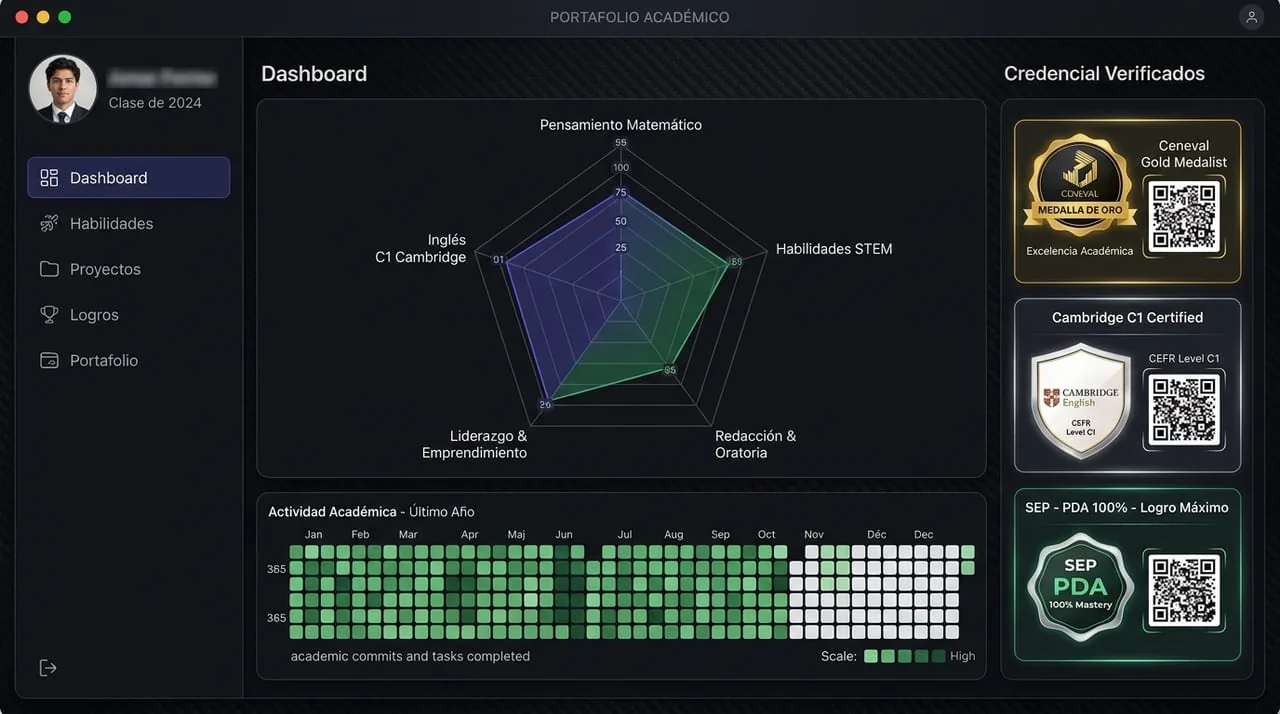 PORTAFOLIO ACADÉMICO
Clase de 2024
Dashboard
Habilidades
Proyectos
Logros
Portafolio
Dashboard
Pensamiento Matemático
55
100
75
50
25
Inglés
C1 Cambridge
91
Habilidades STEM
Liderazgo &
Emprendimiento
26
Redacción &
Oratoria
Actividad Académica - Último Año
Jan Feb Mar Apr Maj Jun Jul Aug Sep Oct Nov Déc Dec
365
365
academic commits and tasks completed
Scale: High
Credencial Verificados
Ceneval
Gold Medalist
MEDALLA DE ORO
Excelencia Académica
Cambridge C1 Certified
CEFR Level C1
CAMBRIDGE
English
CEFR
Level C1
SEP - PDA 100% - Logro Máximo
SEP
PDA
100% Mastery